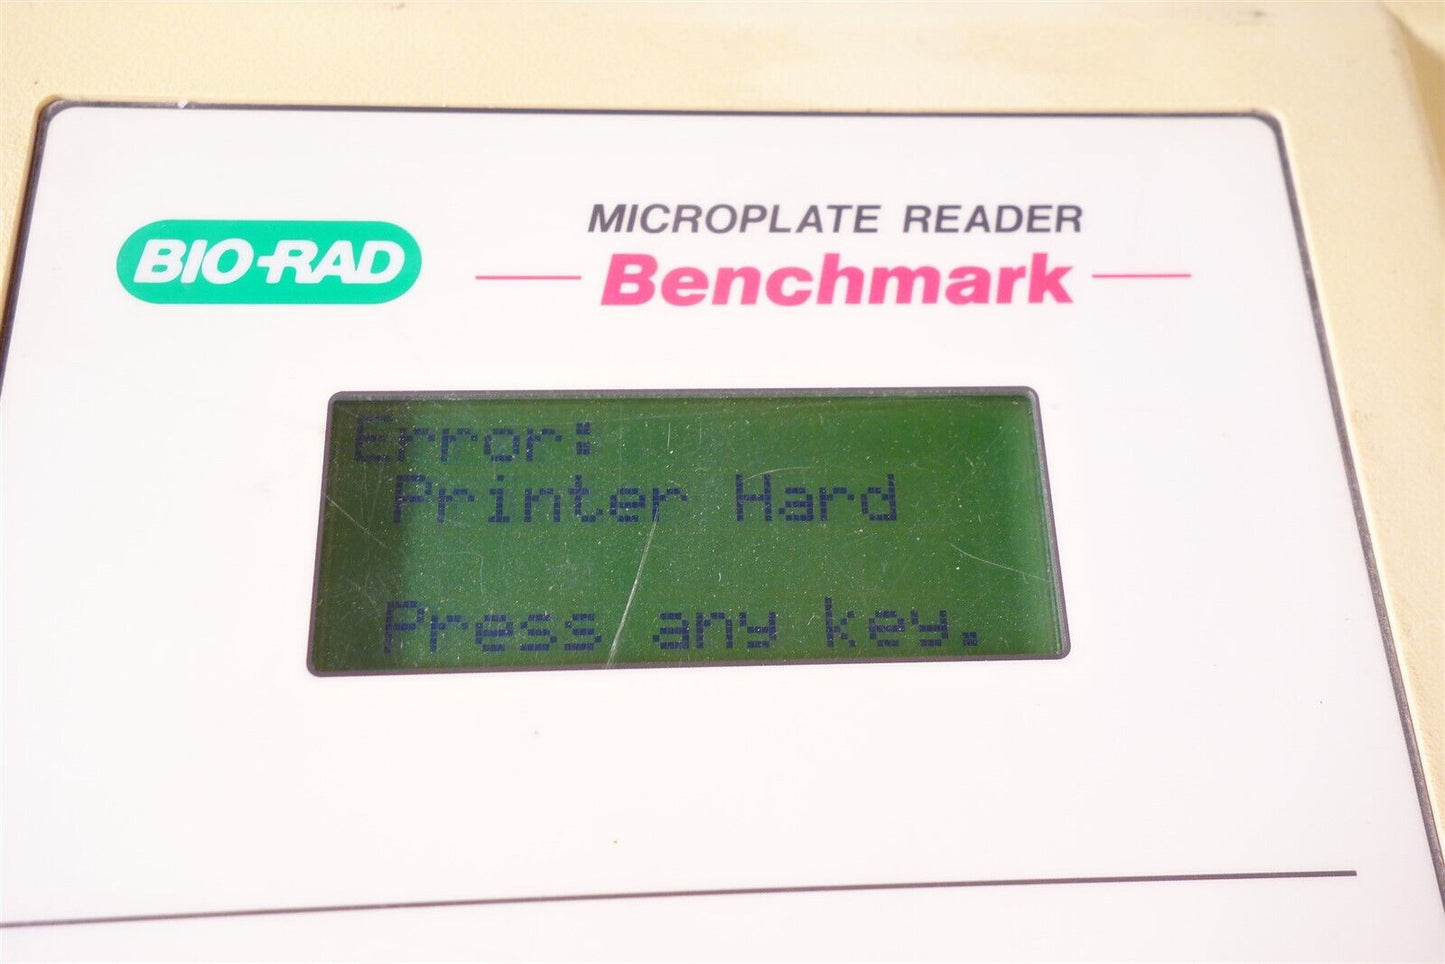 BIO-RAD
MICROPLATE READER
Benchmark
Error:
Printer Hard
Press any key.